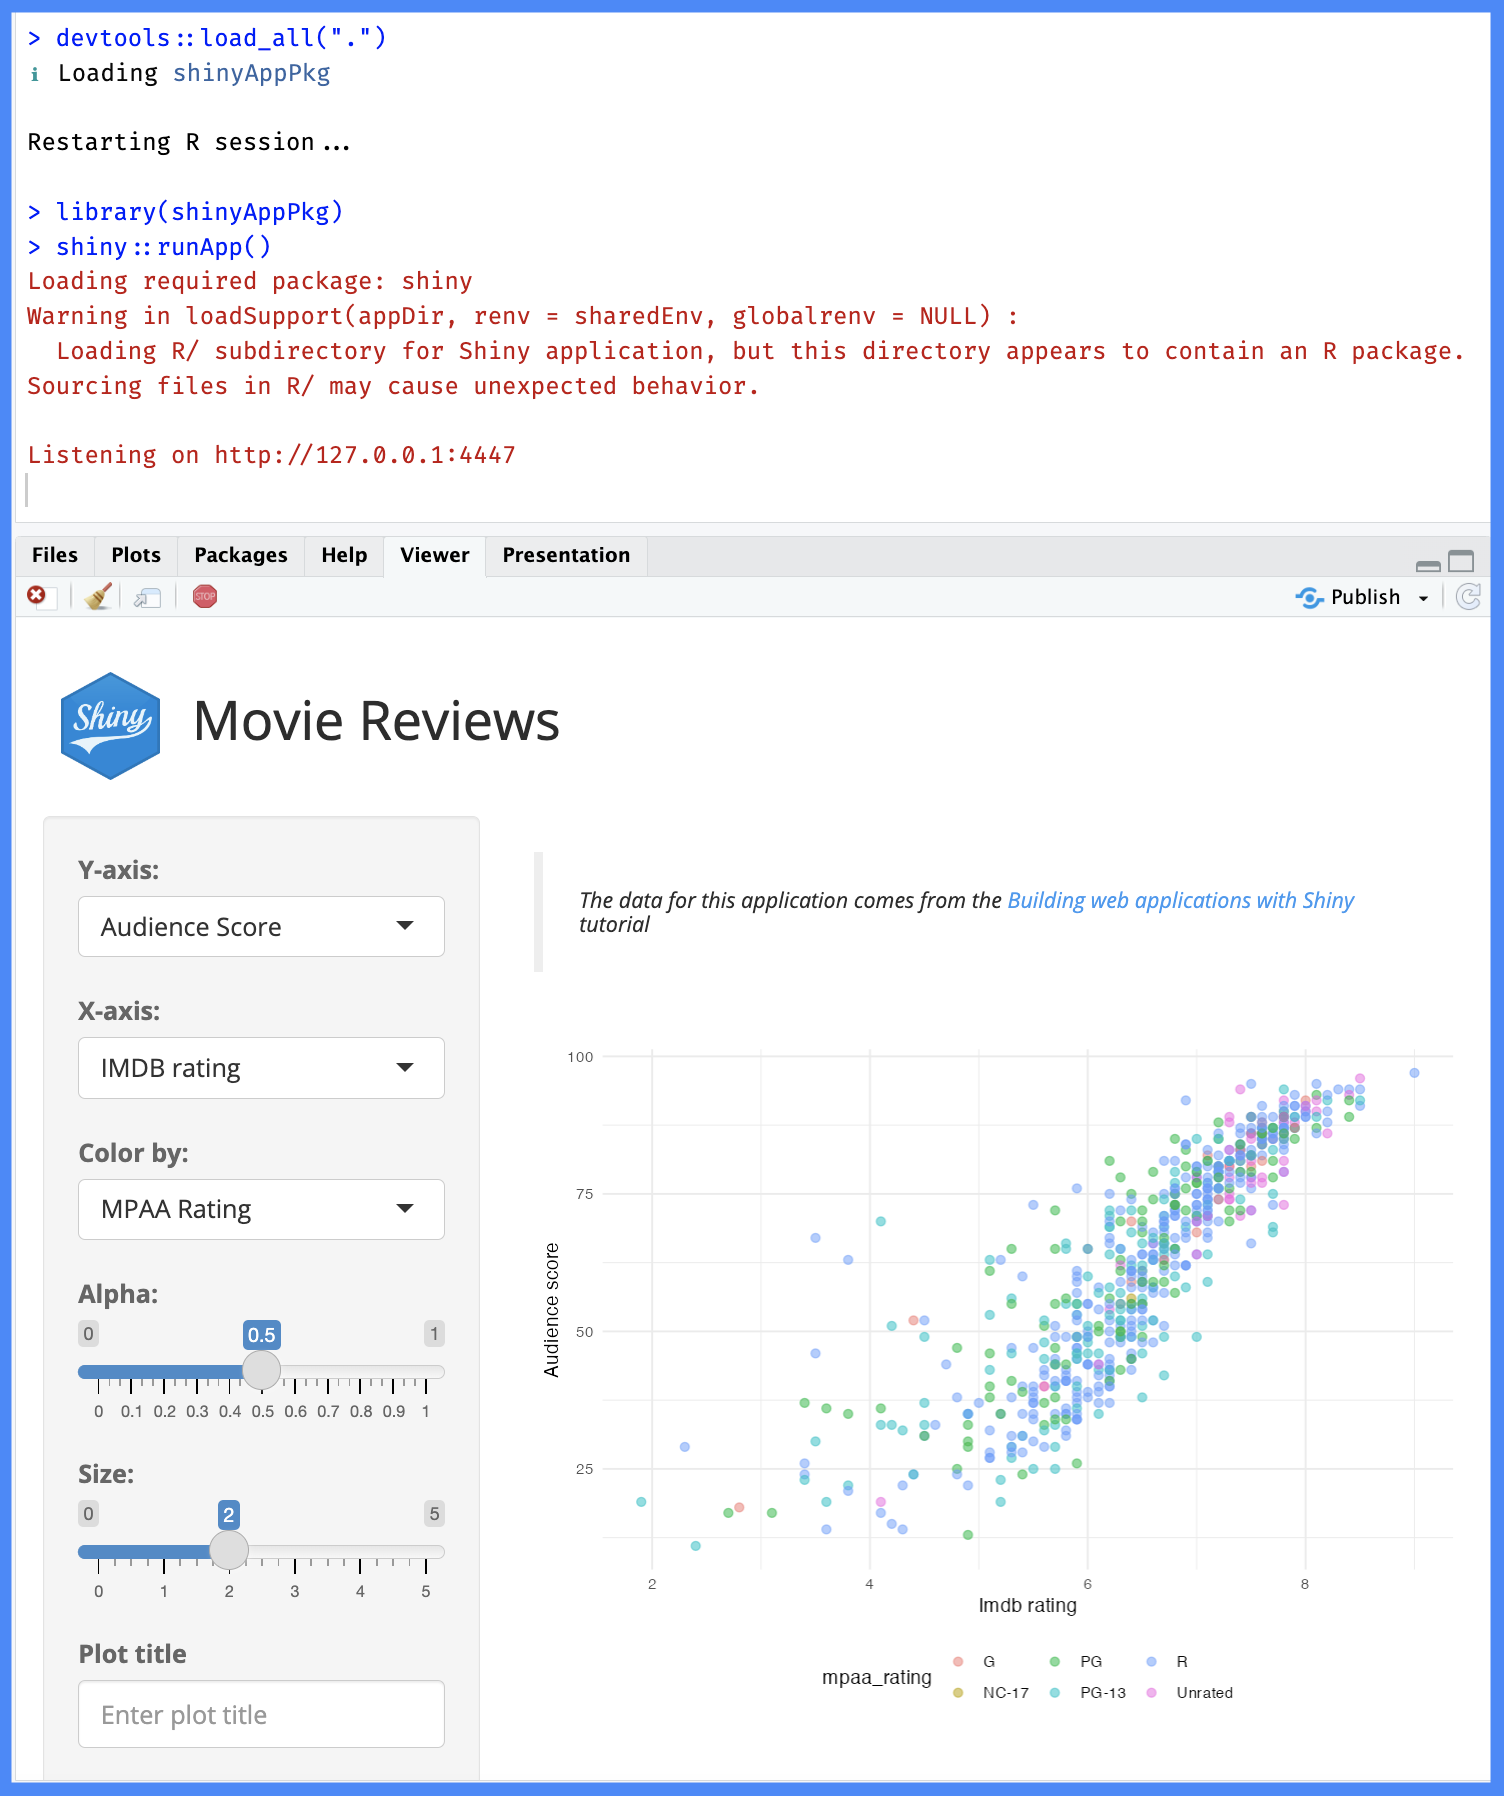 > devtools::load_all(".")
ℹ Loading shinyAppPkg
Restarting R session...
> library(shinyAppPkg)
> shiny::runApp()
Loading required package: shiny
Warning in loadSupport(appDir, renv = sharedEnv, globalrenv = NULL) :
  Loading R/ subdirectory for Shiny application, but this directory appears to contain an R package.
Sourcing files in R/ may cause unexpected behavior.
Listening on http://127.0.0.1:4447
Files Plots Packages Help Viewer Presentation
STOP Publish
Shiny
Movie Reviews
Y-axis:
Audience Score
X-axis:
IMDB rating
Color by:
MPAA Rating
Alpha:
0 0.5 1
0 0.1 0.2 0.3 0.4 0.5 0.6 0.7 0.8 0.9 1
Size:
0 2 5
0 1 2 3 4 5
Plot title
Enter plot title
The data for this application comes from the Building web applications with Shiny
tutorial
100
75
50
25
Audience score
2 4 6 8
Imdb rating
mpaa_rating
G PG R
NC-17 PG-13 Unrated